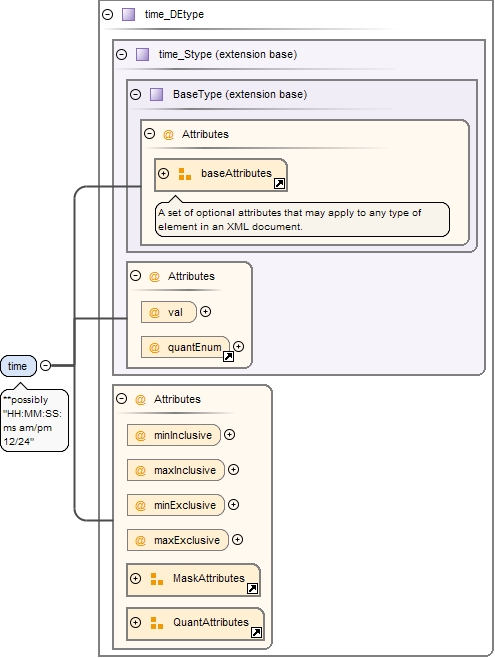 time_DEtype
time_Stype (extension base)
BaseType (extension base)
@ Attributes
baseAttributes
A set of optional attributes that may apply to any type of
element in an XML document.
@ Attributes
@ val
@ quantEnum
time
**possibly
"HH:MM:SS:
ms am/pm
12/24"
@ Attributes
@ minInclusive
@ maxInclusive
@ minExclusive
@ maxExclusive
MaskAttributes
QuantAttributes